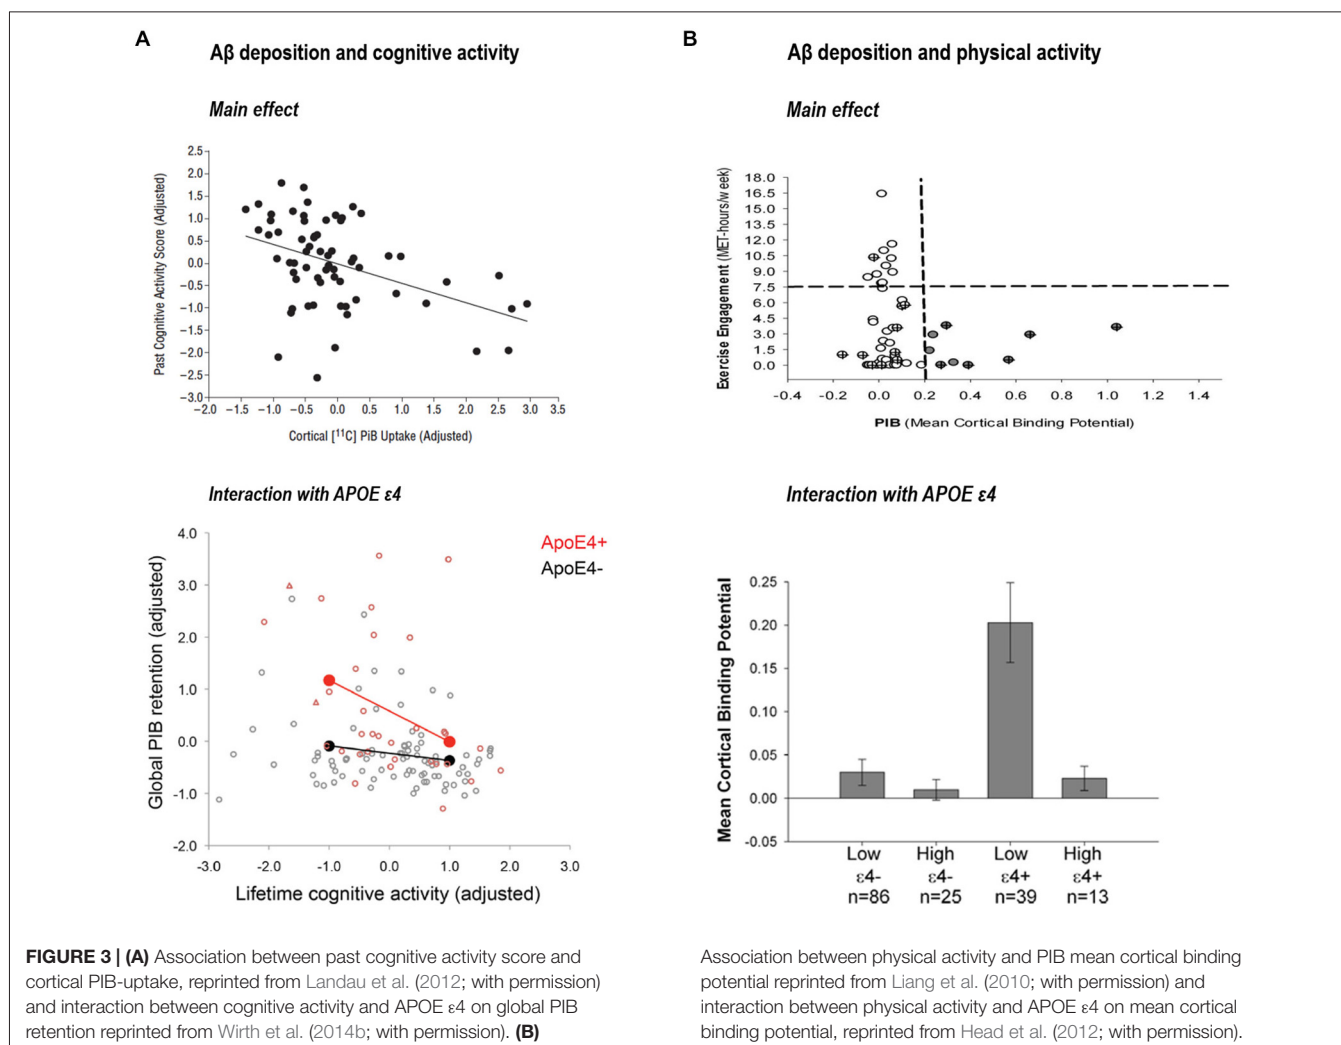 A
Aβ deposition and cognitive activity
Main effect
2.5
2.0
1.5
1.0
0.5
0.0
−0.5
−1.0
−1.5
−2.0
−2.5
−3.0
Past Cognitive Activity Score (Adjusted)
−2.0 −1.5 −1.0 −0.5 0.0 0.5 1.0 1.5 2.0 2.5 3.0 3.5
Cortical [¹¹C] PiB Uptake (Adjusted)
Interaction with APOE ε4
ApoE4+
ApoE4-
4.0
3.0
2.0
1.0
0.0
-1.0
-2.0
Global PIB retention (adjusted)
-3.0 -2.0 -1.0 0.0 1.0 2.0 3.0
Lifetime cognitive activity (adjusted)
B
Aβ deposition and physical activity
Main effect
18.0
16.5
15.0
13.5
12.0
10.5
9.0
7.5
6.0
4.5
3.0
1.5
0.0
Exercise Engagement (MET-hours/week)
-0.4 -0.2 0.0 0.2 0.4 0.6 0.8 1.0 1.2 1.4
PIB (Mean Cortical Binding Potential)
Interaction with APOE ε4
0.25
0.20
0.15
0.10
0.05
0.00
-0.05
Mean Cortical Binding Potential
Low High Low High
ε4- ε4- ε4+ ε4+
n=86 n=25 n=39 n=13
FIGURE 3 | (A) Association between past cognitive activity score and
cortical PIB-uptake, reprinted from Landau et al. (2012; with permission)
and interaction between cognitive activity and APOE ε4 on global PIB
retention reprinted from Wirth et al. (2014b; with permission). (B)
Association between physical activity and PIB mean cortical binding
potential reprinted from Liang et al. (2010; with permission) and
interaction between physical activity and APOE ε4 on mean cortical
binding potential, reprinted from Head et al. (2012; with permission).